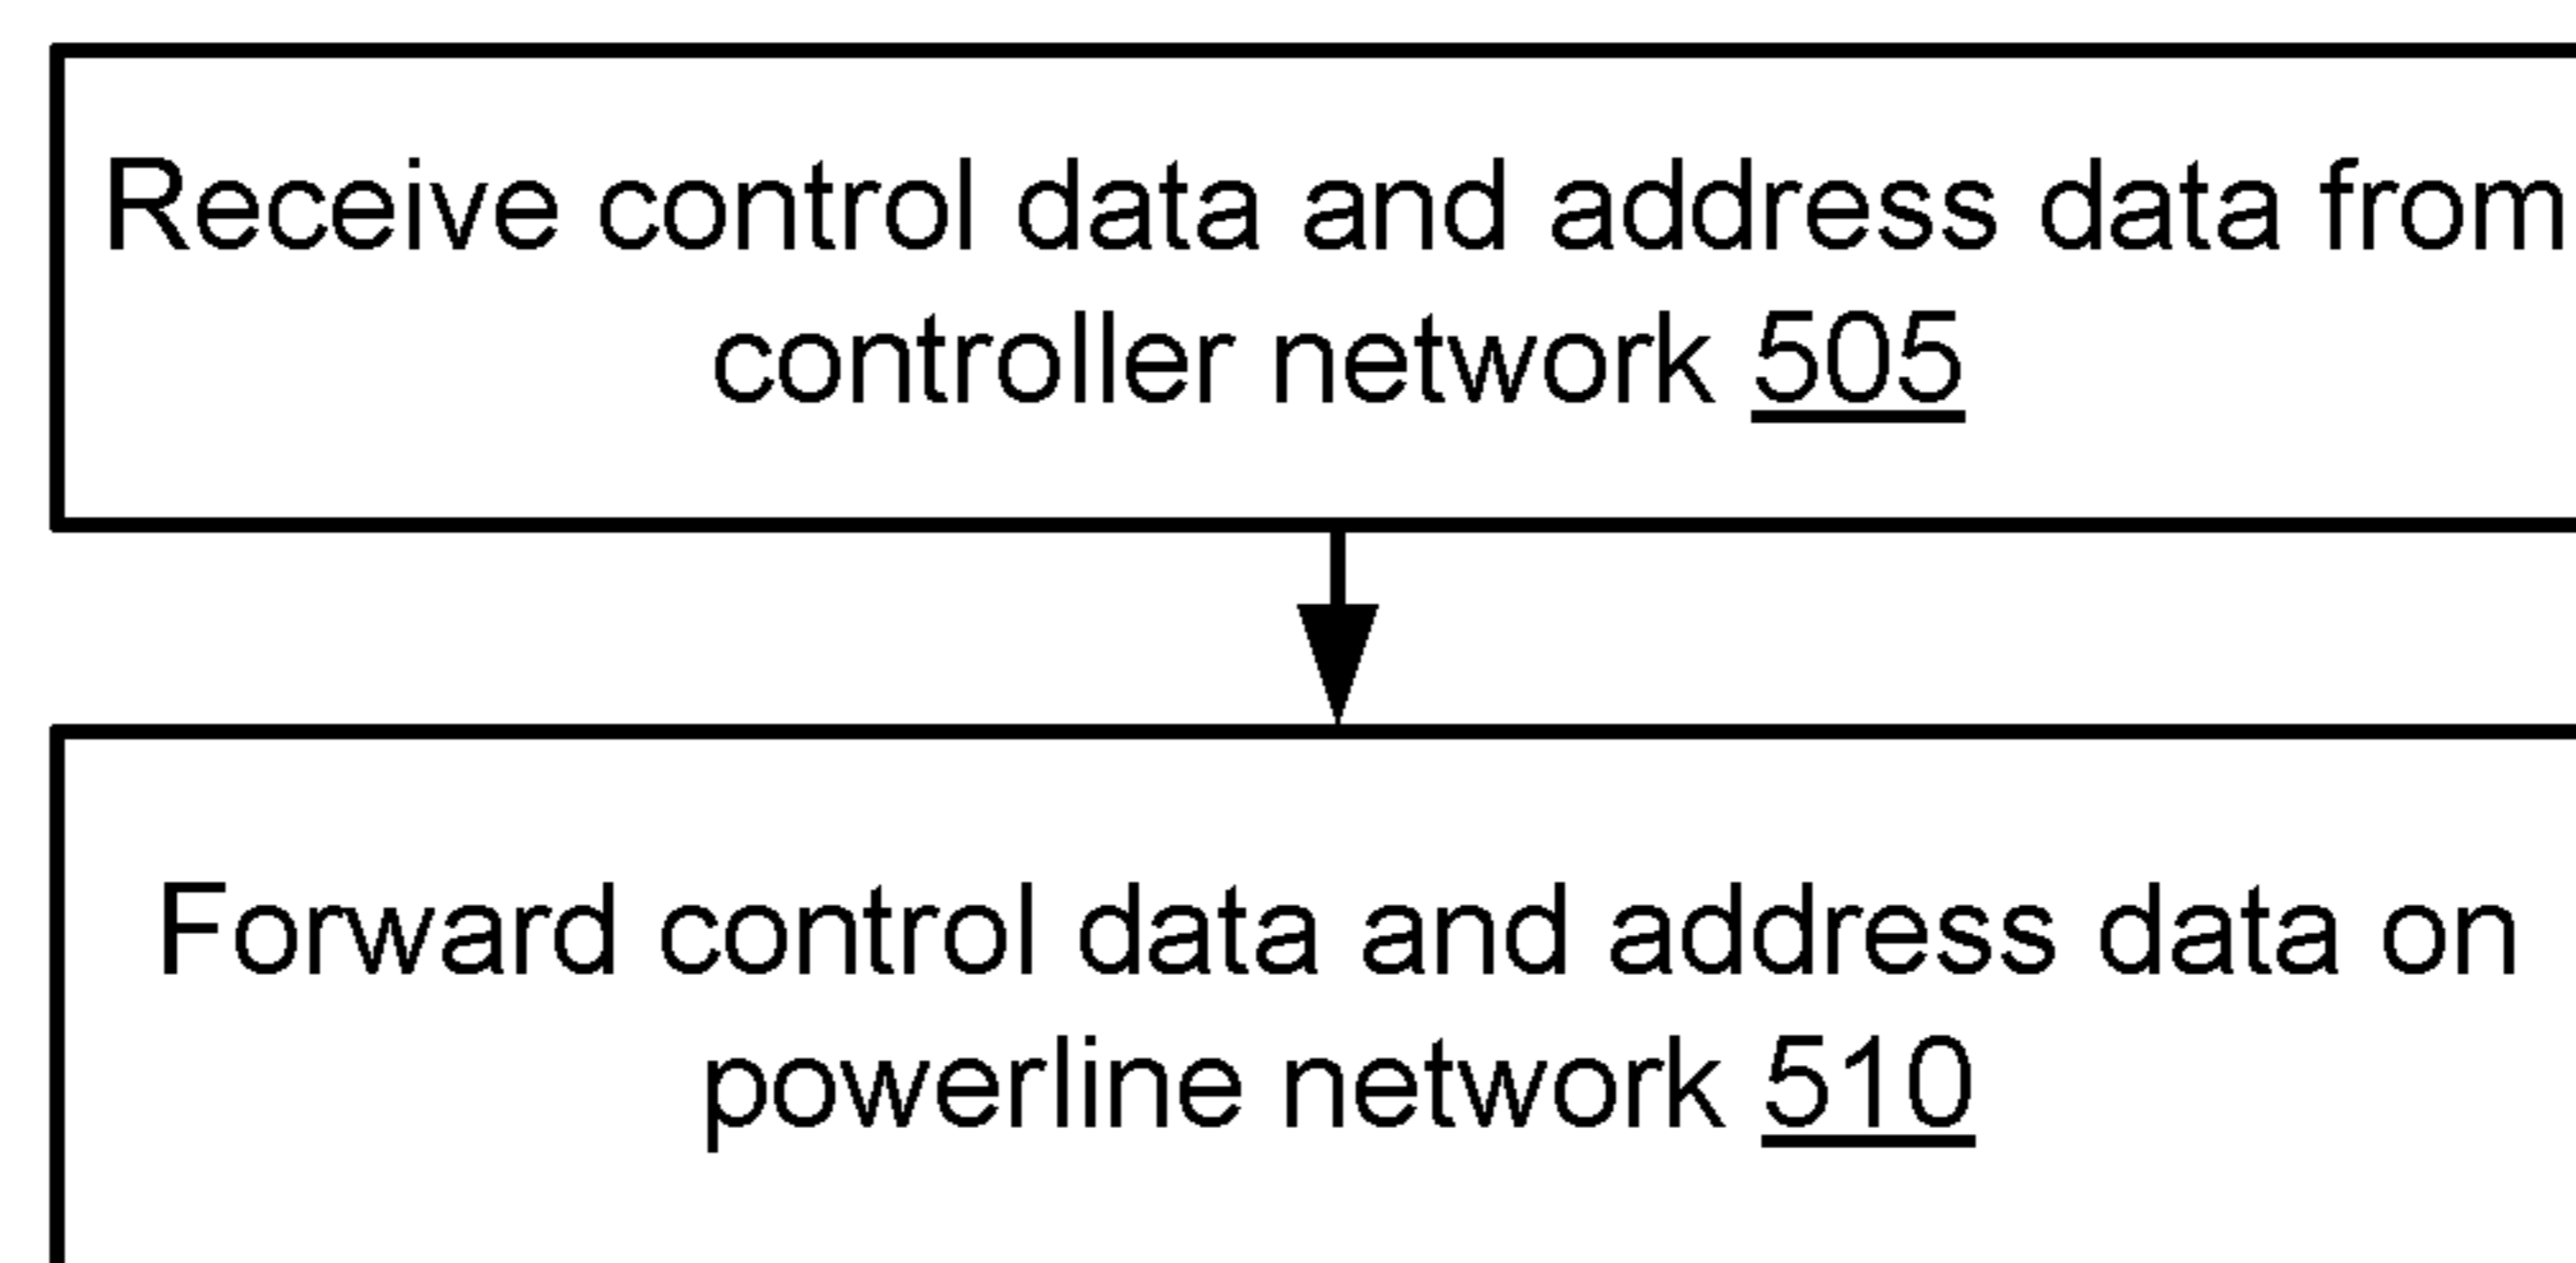 Receive control data and address data from
controller network 505
Forward control data and address data on
powerline network 510